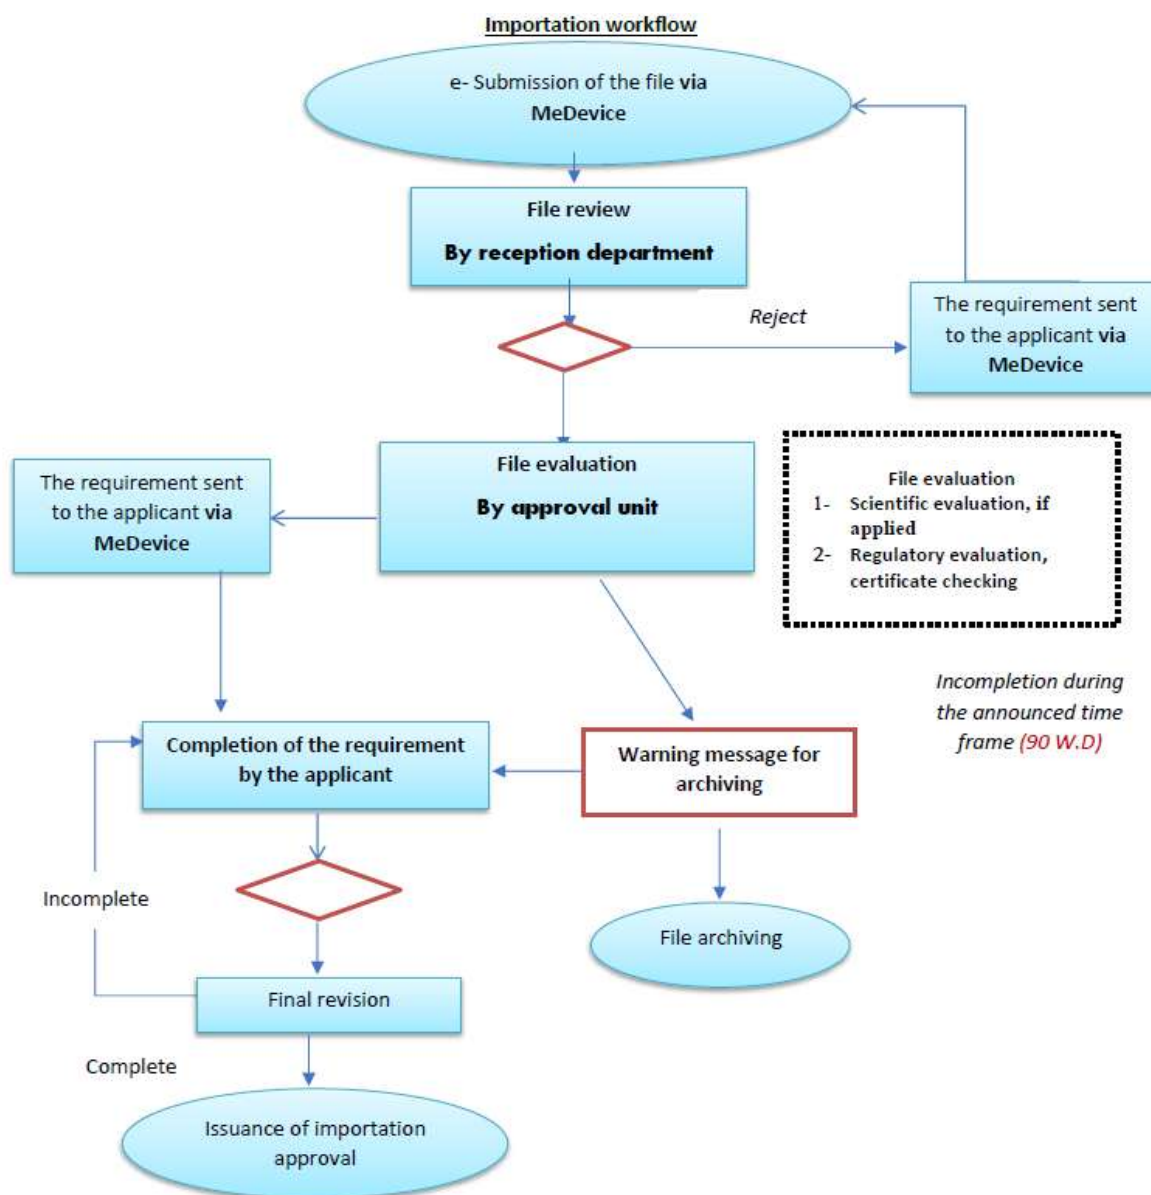 Importation workflow
e- Submission of the file via
MeDevice
File review
By reception department
Reject
The requirement sent
to the applicant via
MeDevice
File evaluation
By approval unit
The requirement sent
to the applicant via
MeDevice
File evaluation
1- Scientific evaluation, if
applied
2- Regulatory evaluation,
certificate checking
Incompletion during
the announced time
frame (90 W.D)
Completion of the requirement
by the applicant
Warning message for
archiving
Incomplete
File archiving
Final revision
Complete
Issuance of importation
approval